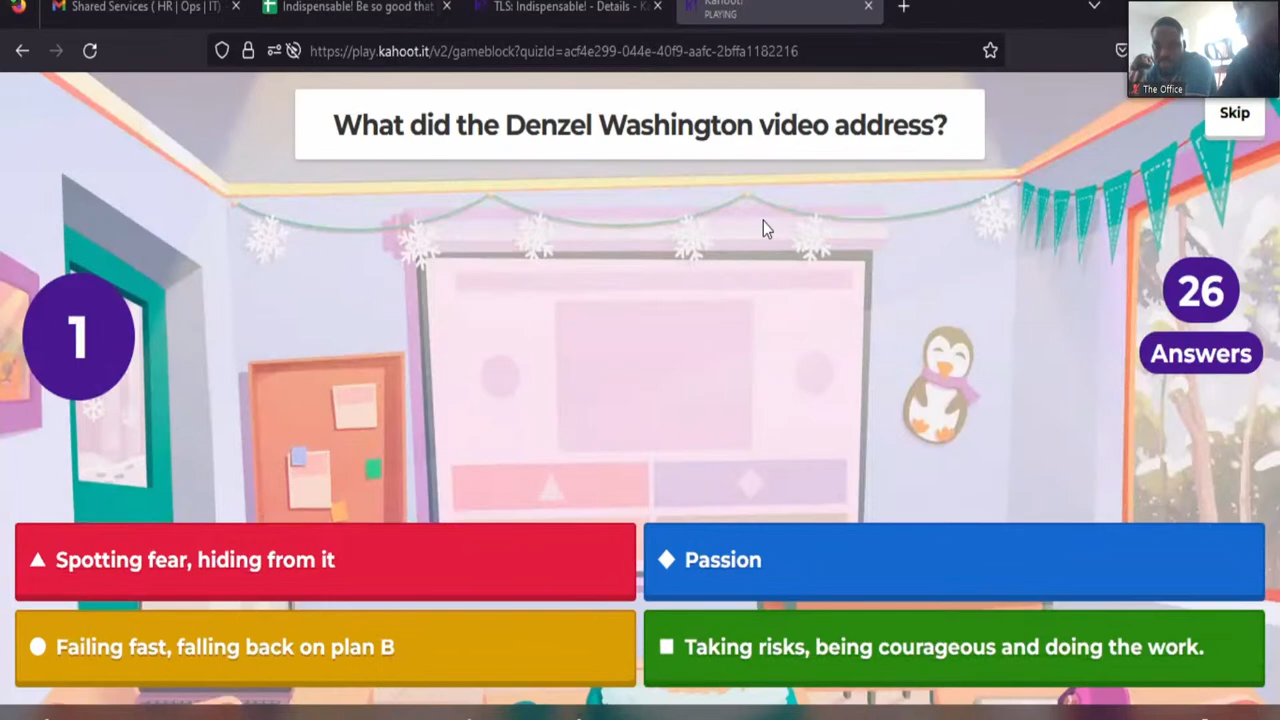 Shared Services ( HR | Ops | IT)
Indispensable! Be so good that
TLS: Indispensable! - Details - K
Kahoot!
PLAYING
https://play.kahoot.it/v2/gameblock?quizId=acf4e299-044e-40f9-aafc-2bffa1182216
The Office
Skip
What did the Denzel Washington video address?
1
26
Answers
Spotting fear, hiding from it
Passion
Failing fast, falling back on plan B
Taking risks, being courageous and doing the work.